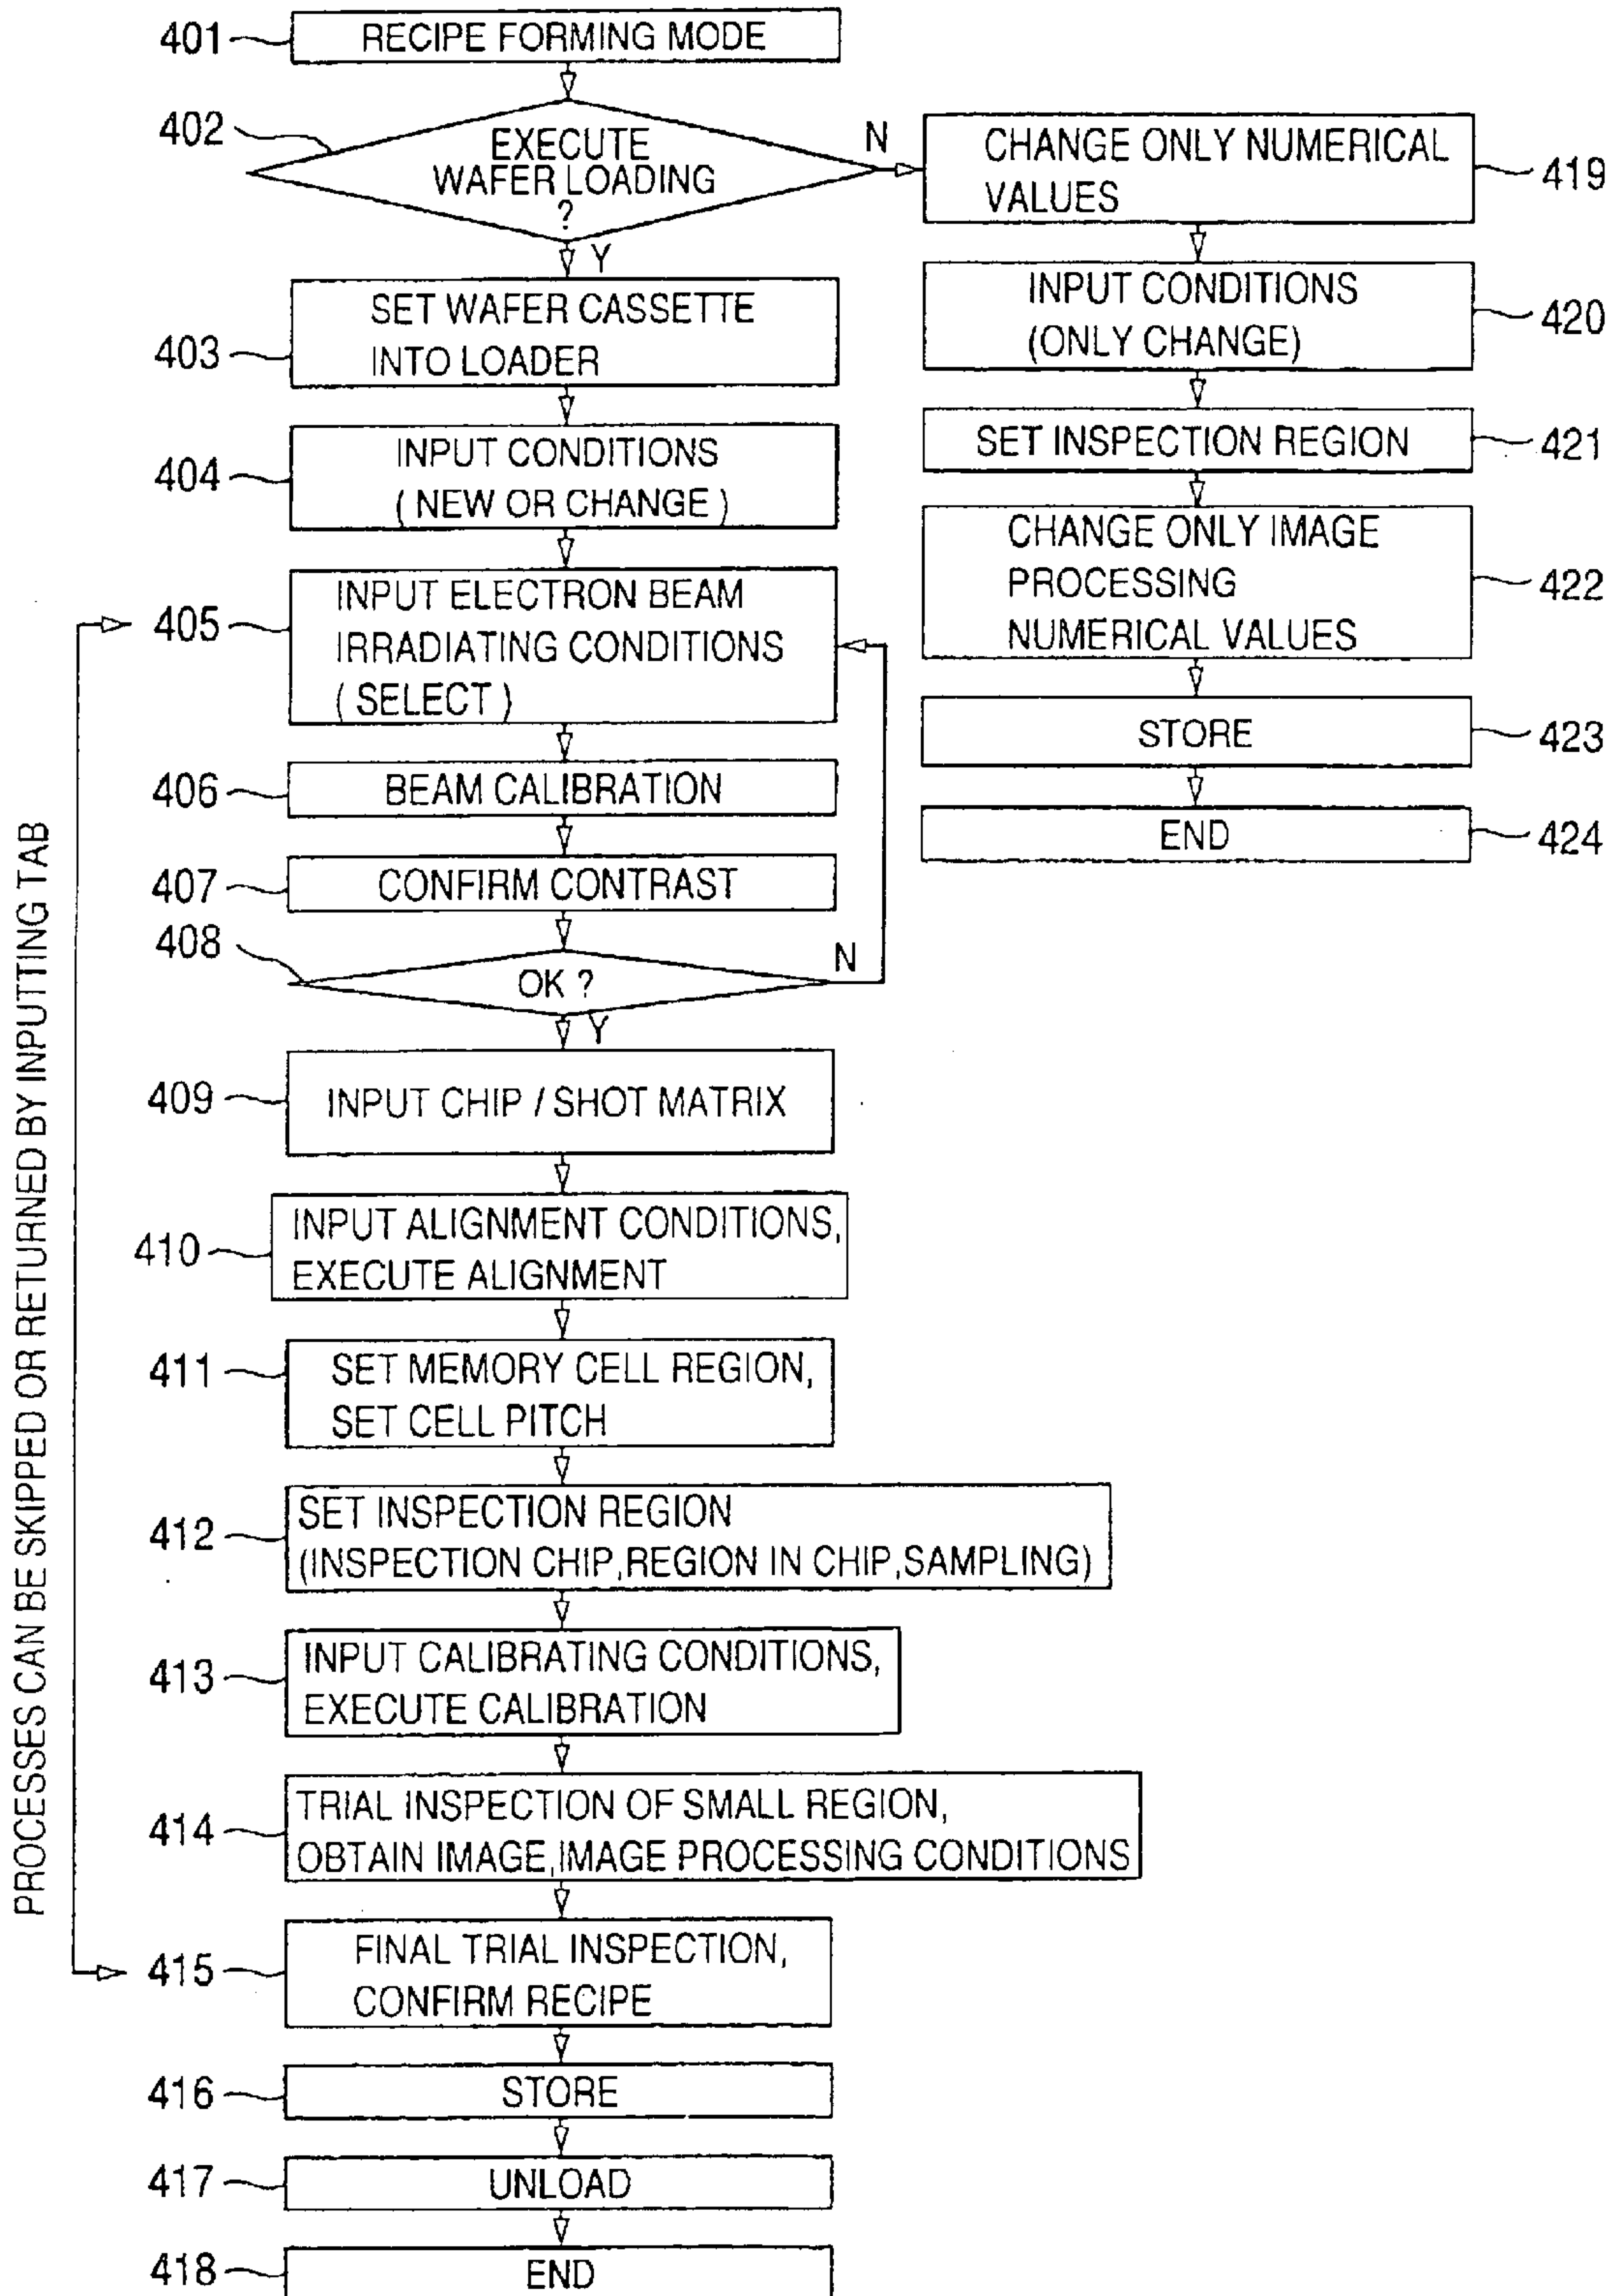 401
RECIPE FORMING MODE
402
EXECUTE
WAFER LOADING
?
N
Y
403
SET WAFER CASSETTE
INTO LOADER
404
INPUT CONDITIONS
( NEW OR CHANGE )
405
INPUT ELECTRON BEAM
IRRADIATING CONDITIONS
( SELECT )
406
BEAM CALIBRATION
407
CONFIRM CONTRAST
408
OK ?
N
Y
409
INPUT CHIP / SHOT MATRIX
410
INPUT ALIGNMENT CONDITIONS,
EXECUTE ALIGNMENT
411
SET MEMORY CELL REGION,
SET CELL PITCH
412
SET INSPECTION REGION
(INSPECTION CHIP,REGION IN CHIP,SAMPLING)
413
INPUT CALIBRATING CONDITIONS,
EXECUTE CALIBRATION
414
TRIAL INSPECTION OF SMALL REGION,
OBTAIN IMAGE,IMAGE PROCESSING CONDITIONS
415
FINAL TRIAL INSPECTION,
CONFIRM RECIPE
416
STORE
417
UNLOAD
418
END
CHANGE ONLY NUMERICAL
VALUES
419
INPUT CONDITIONS
(ONLY CHANGE)
420
SET INSPECTION REGION
421
CHANGE ONLY IMAGE
PROCESSING
NUMERICAL VALUES
422
STORE
423
END
424
PROCESSES CAN BE SKIPPED OR RETURNED BY INPUTTING TAB